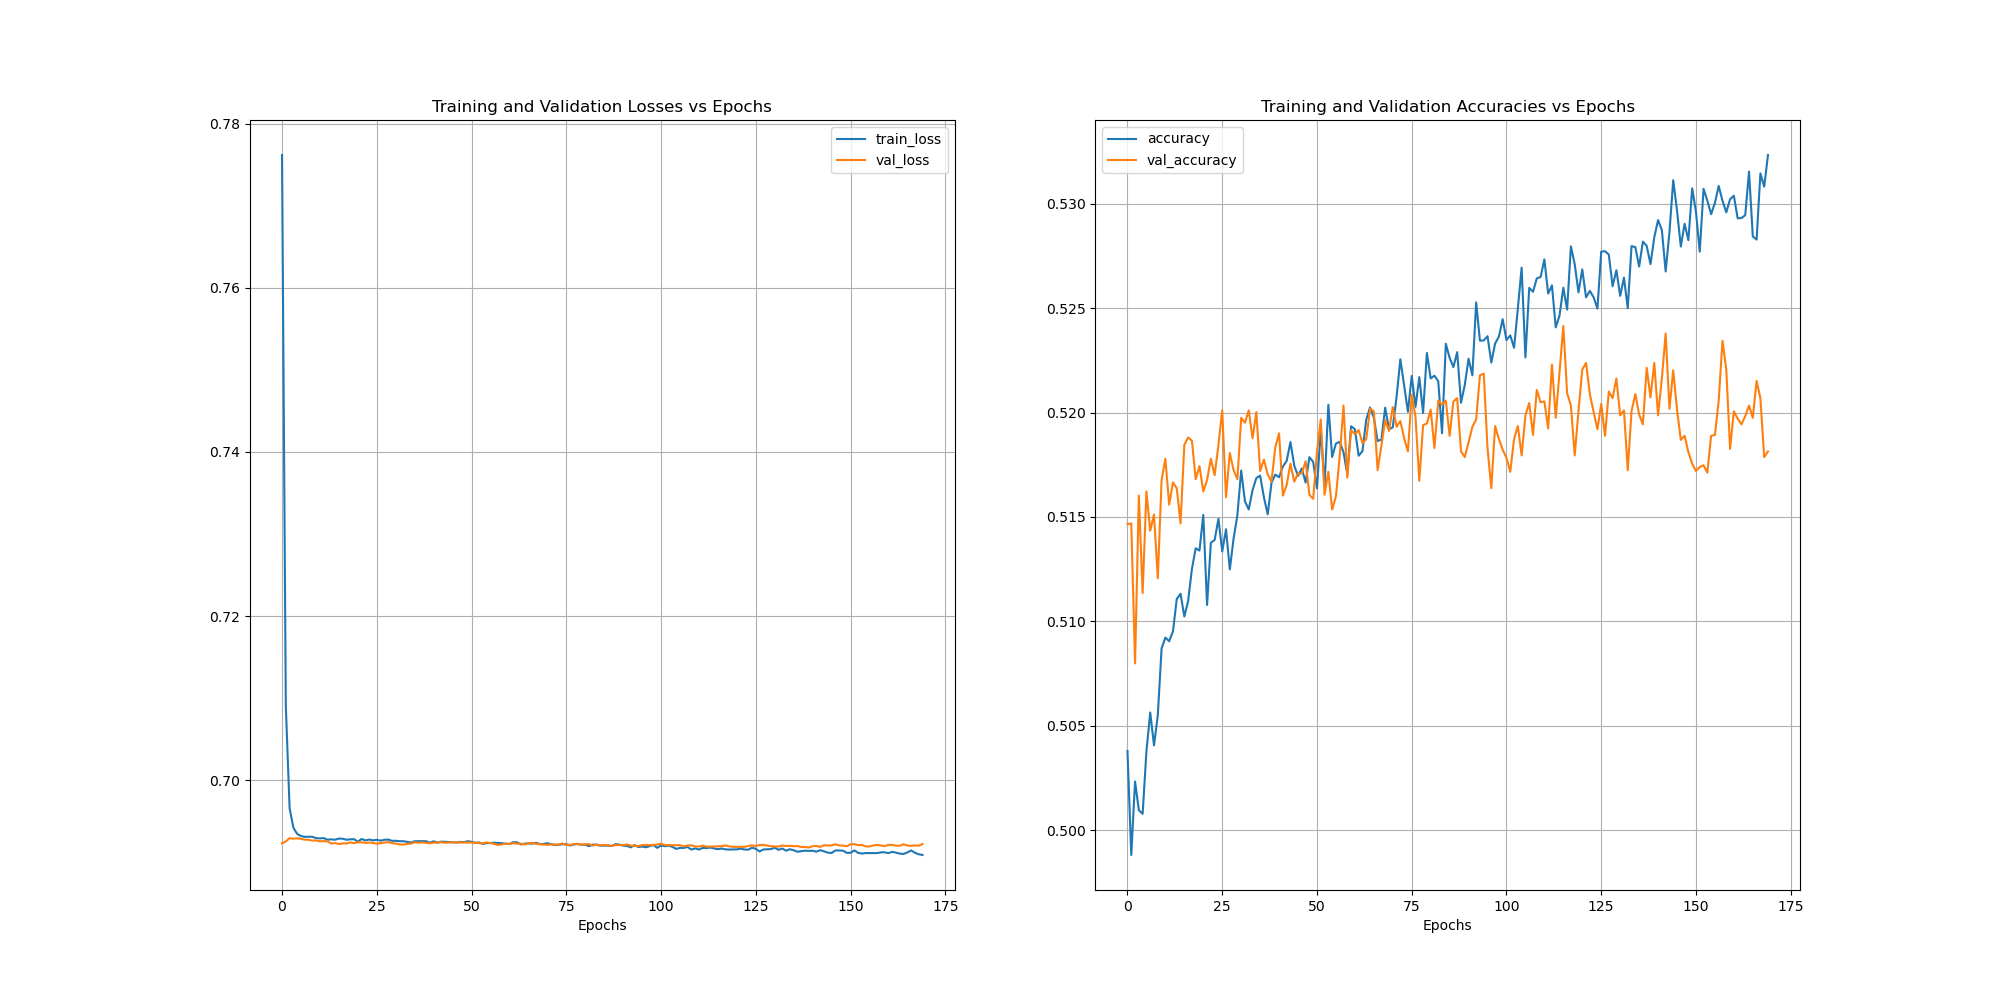 Training and Validation Losses vs Epochs
train_loss
val_loss
0.78
0.76
0.74
0.72
0.70
0 25 50 75 100 125 150 175
Epochs
Training and Validation Accuracies vs Epochs
accuracy
val_accuracy
0.530
0.525
0.520
0.515
0.510
0.505
0.500
0 25 50 75 100 125 150 175
Epochs